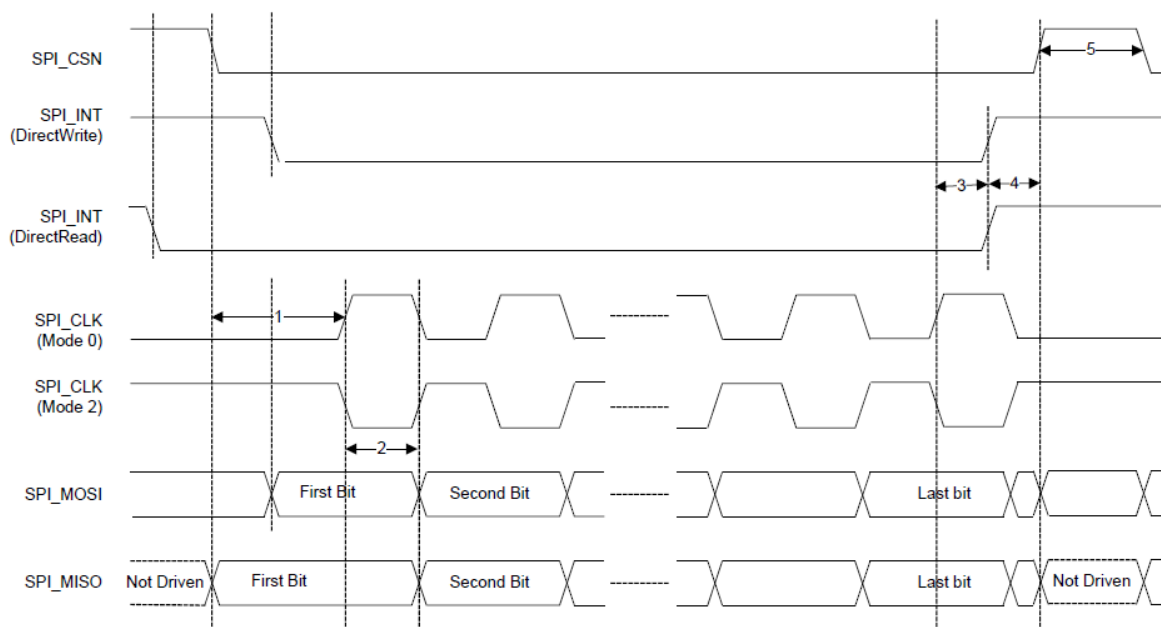 SPI_CSN
5
SPI_INT
(DirectWrite)
3
4
SPI_INT
(DirectRead)
1
SPI_CLK
(Mode 0)
SPI_CLK
(Mode 2)
2
SPI_MOSI
First Bit
Second Bit
Last bit
SPI_MISO
Not Driven
First Bit
Second Bit
Last bit
Not Driven